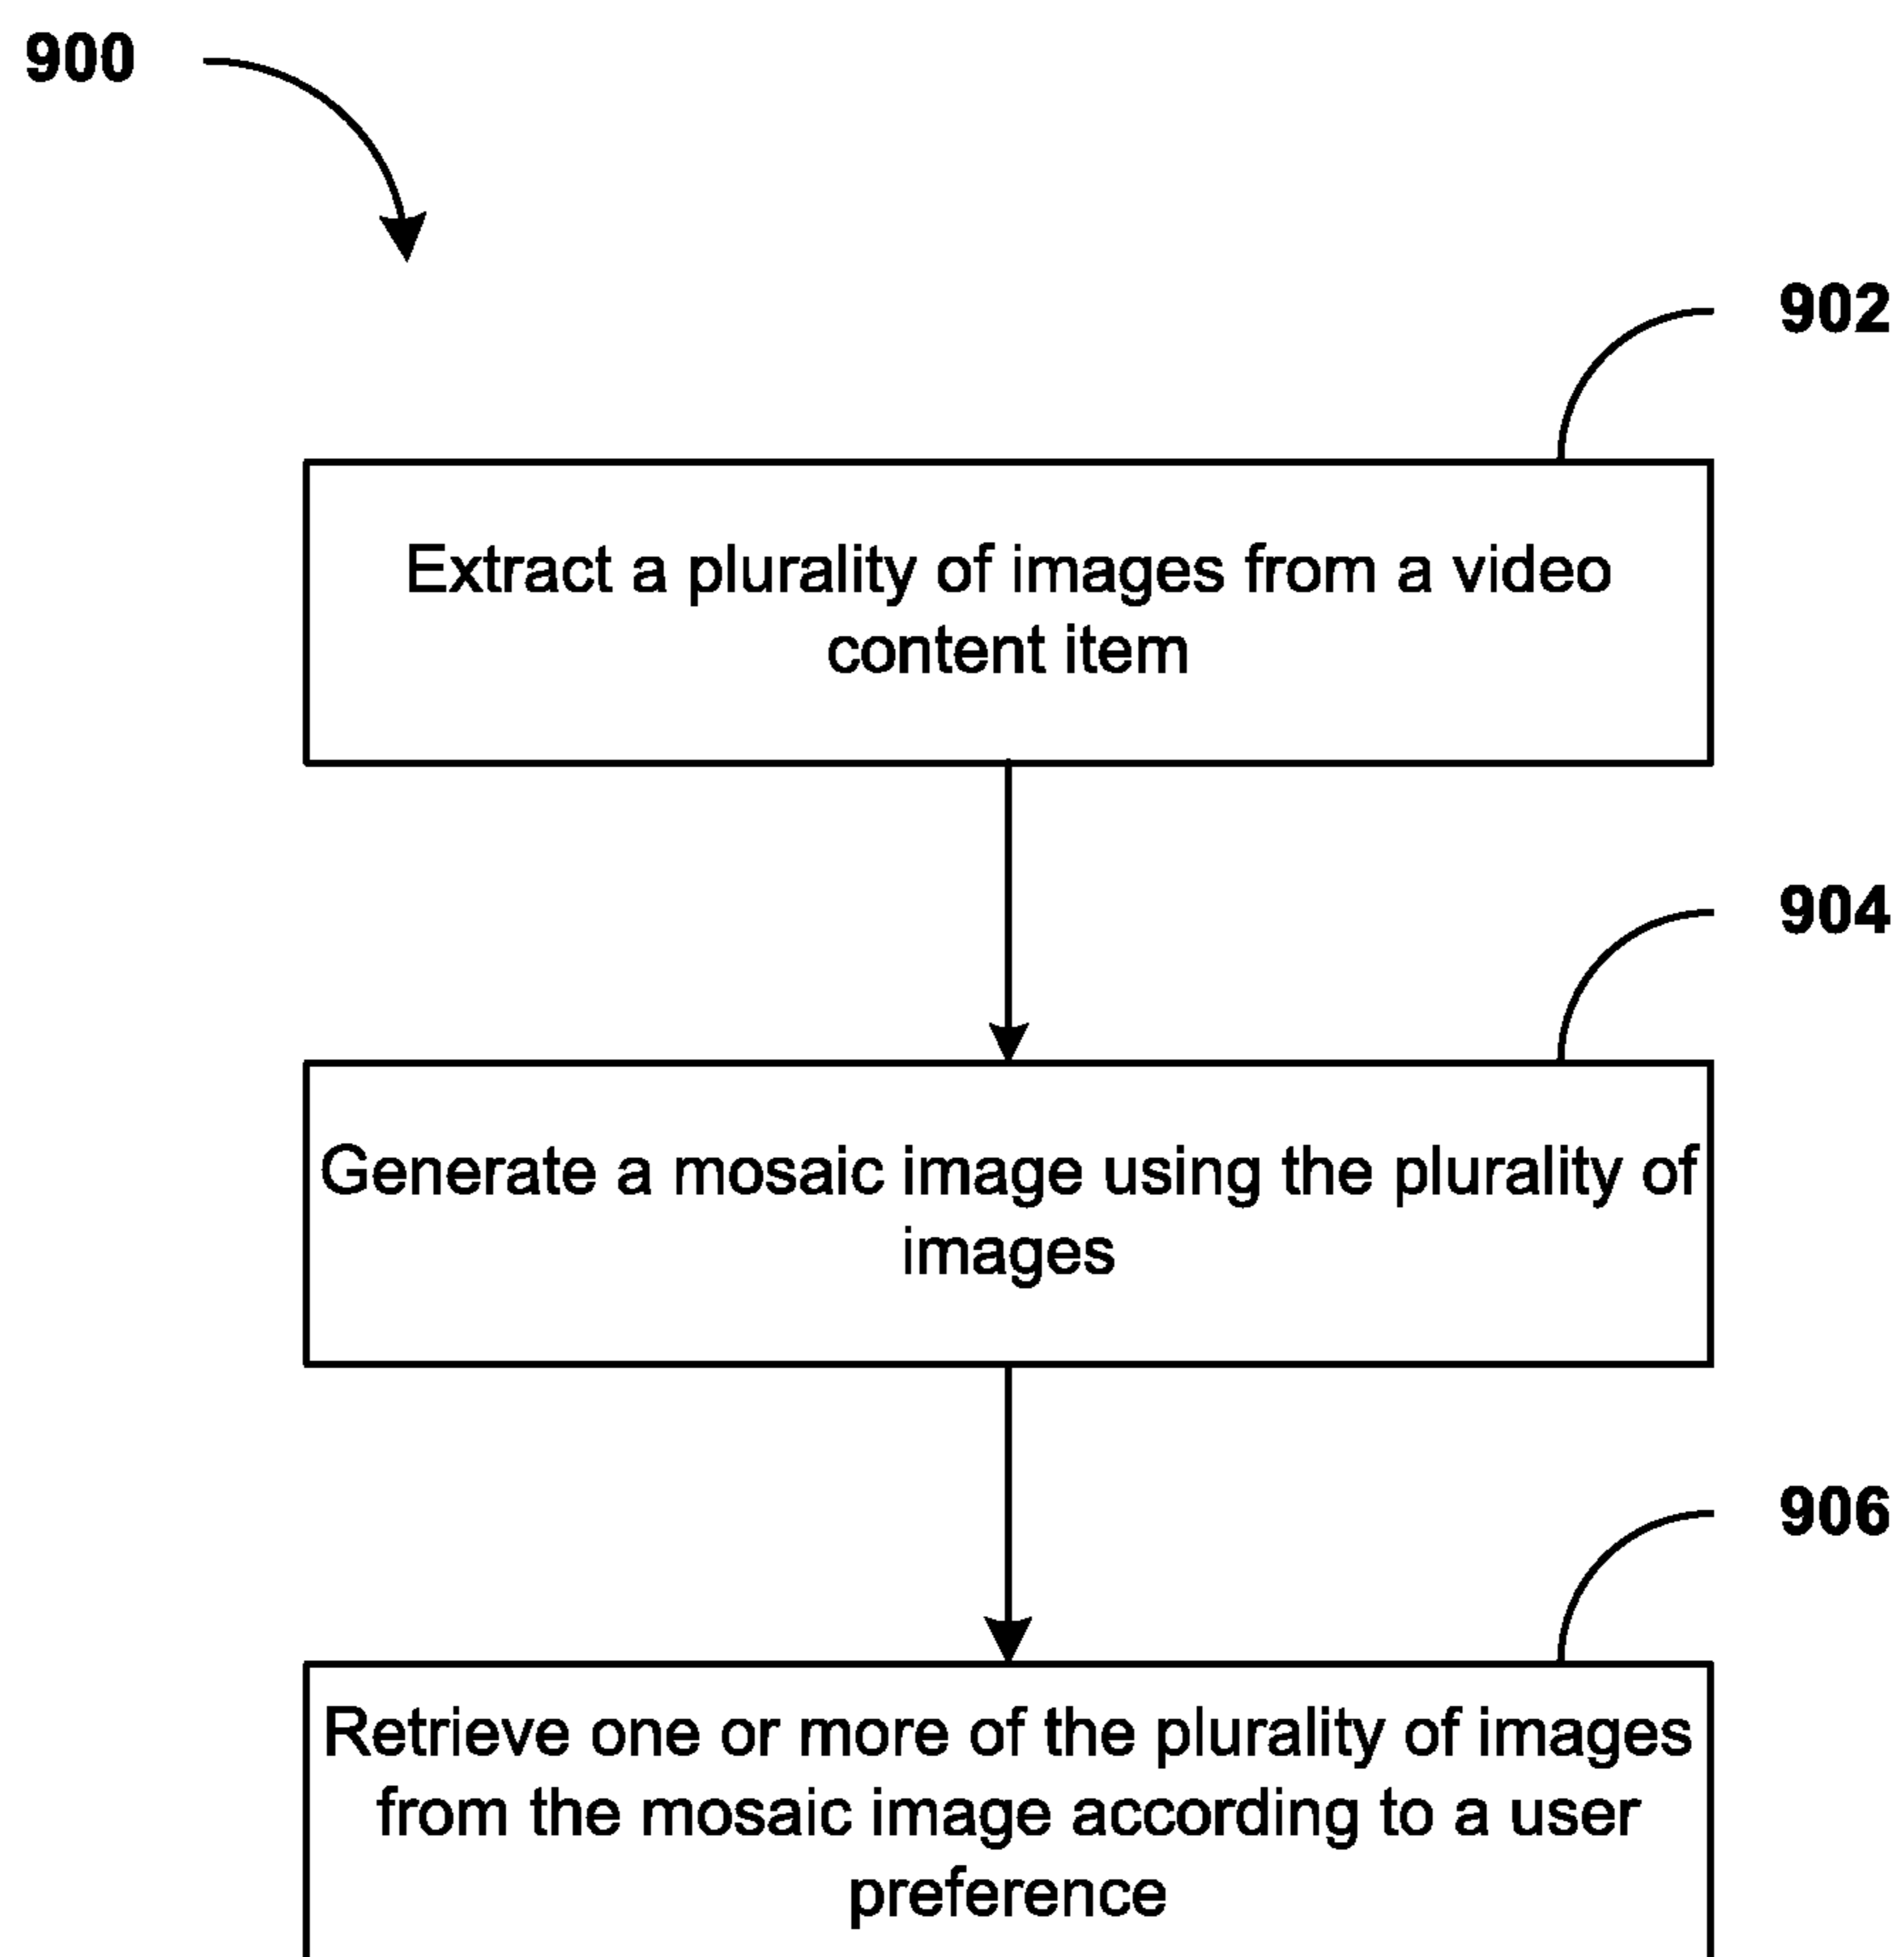 900
902
Extract a plurality of images from a video
content item
904
Generate a mosaic image using the plurality of
images
906
Retrieve one or more of the plurality of images
from the mosaic image according to a user
preference